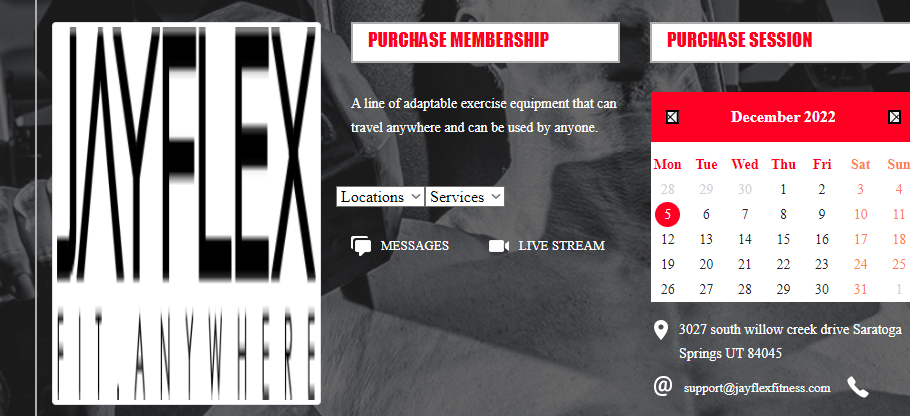 JAYFLEX
FIT.ANYWHERE
PURCHASE MEMBERSHIP
A line of adaptable exercise equipment that can
travel anywhere and can be used by anyone.
Locations Services
MESSAGES LIVE STREAM
PURCHASE SESSION
December 2022
Mon Tue Wed Thu Fri Sat Sun
28 29 30 1 2 3 4
5 6 7 8 9 10 11
12 13 14 15 16 17 18
19 20 21 22 23 24 25
26 27 28 29 30 31 1
3027 south willow creek drive Saratoga
Springs UT 84045
@ support@jayflexfitness.com